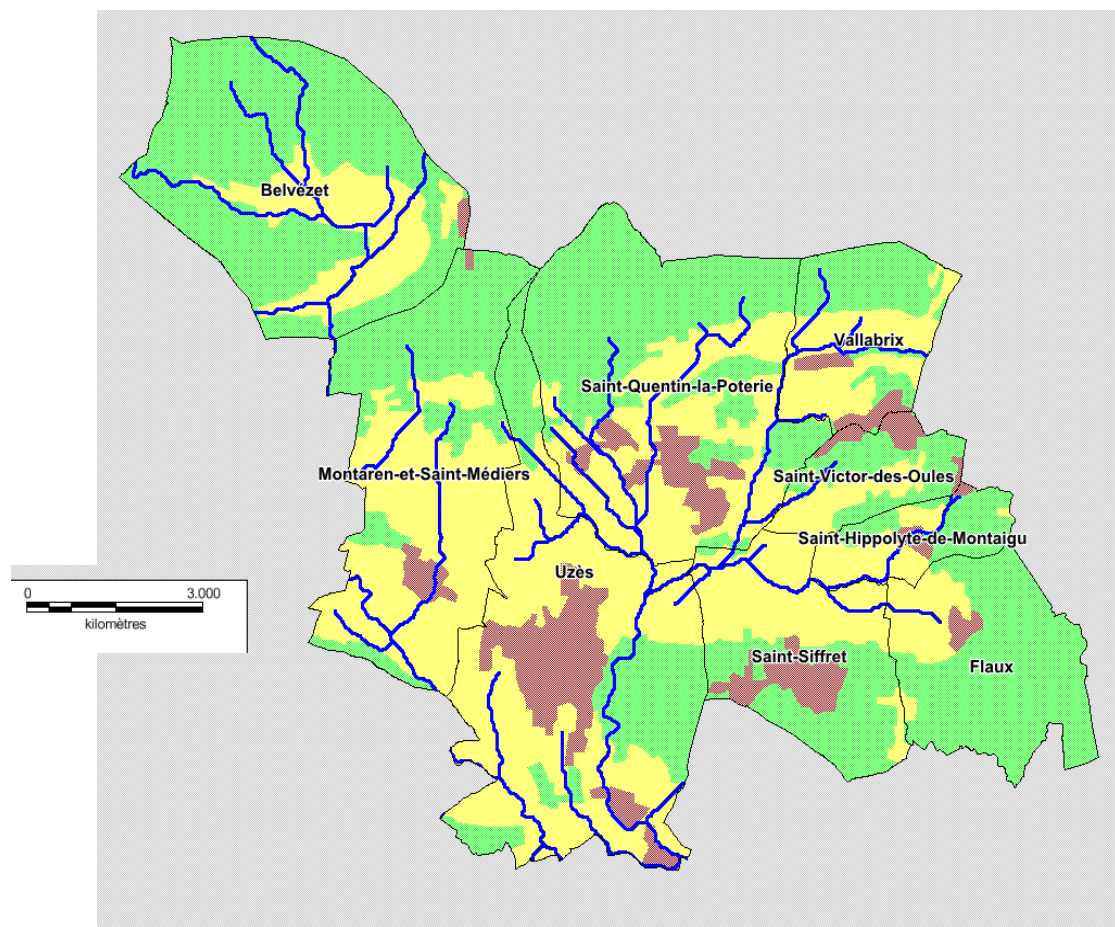 Belvezet
Vallabrix
Saint-Quentin-la-Poterie
Montaren-et-Saint-Médiers
Saint-Victor-des-Oules
Saint-Hippolyte-de-Montaigu
Uzès
0 3.000
kilomètres
Saint-Siffret
Flaux